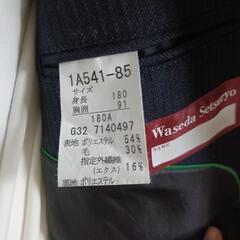 1A541-85
サイズ
身長 180
胸囲 91
180A
G32 7140497
表地 ポリエステル 54%
毛 30%
指定外繊維
(エクス) 16%
裏地 ポリエステル
Waseda Setsuryo
NAME